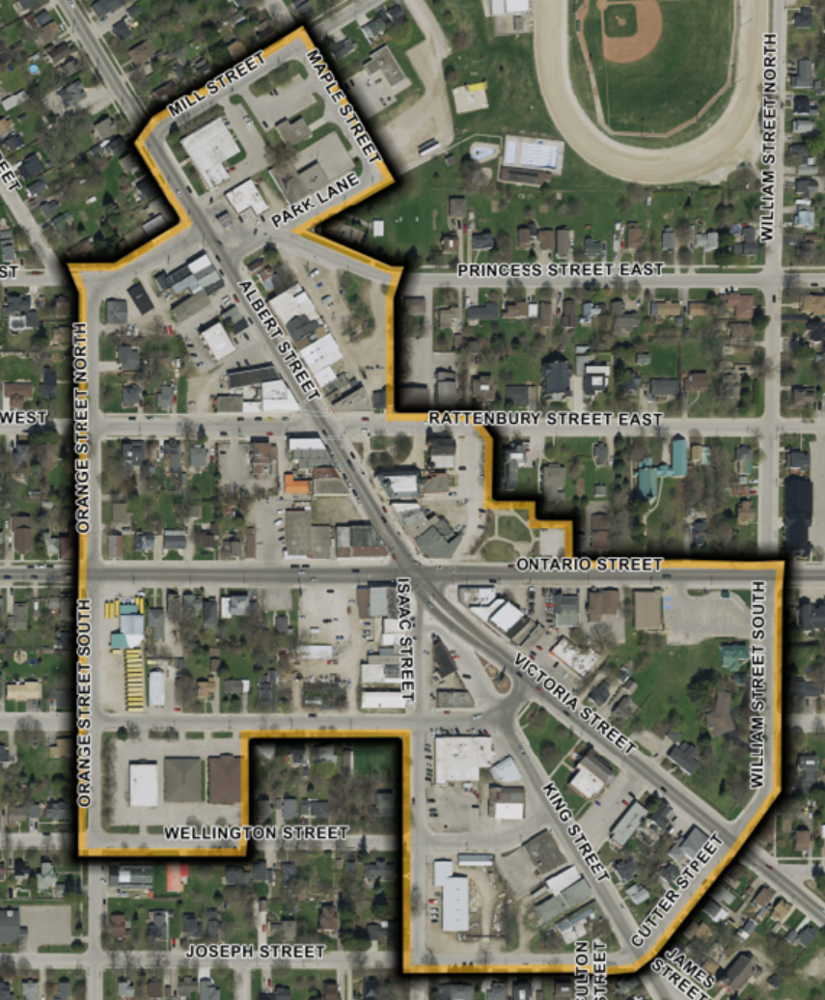 MILL STREET
MAPLE STREET
WILLIAM STREET NORTH
PARK LANE
PRINCESS STREET EAST
ST
ALBERT STREET
ORANGE STREET NORTH
WEST
RATTENBURY STREET EAST
ONTARIO STREET
ISAAC STREET
ORANGE STREET SOUTH
WILLIAM STREET SOUTH
VICTORIA STREET
WELLINGTON STREET
KING STREET
CUTTER STREET
JOSEPH STREET
JAMES
STREET
STREET